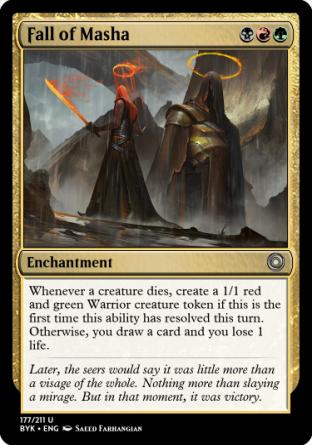 Fall of Masha
Enchantment
Whenever a creature dies, create a 1/1 red
and green Warrior creature token if this is the
first time this ability has resolved this turn.
Otherwise, you draw a card and you lose 1
life.
Later, the seers would say it was little more than
a visage of the whole. Nothing more than slaying
a mirage. But in that moment, it was victory.
177/211 U
BYK • ENG Saeed Farhangian